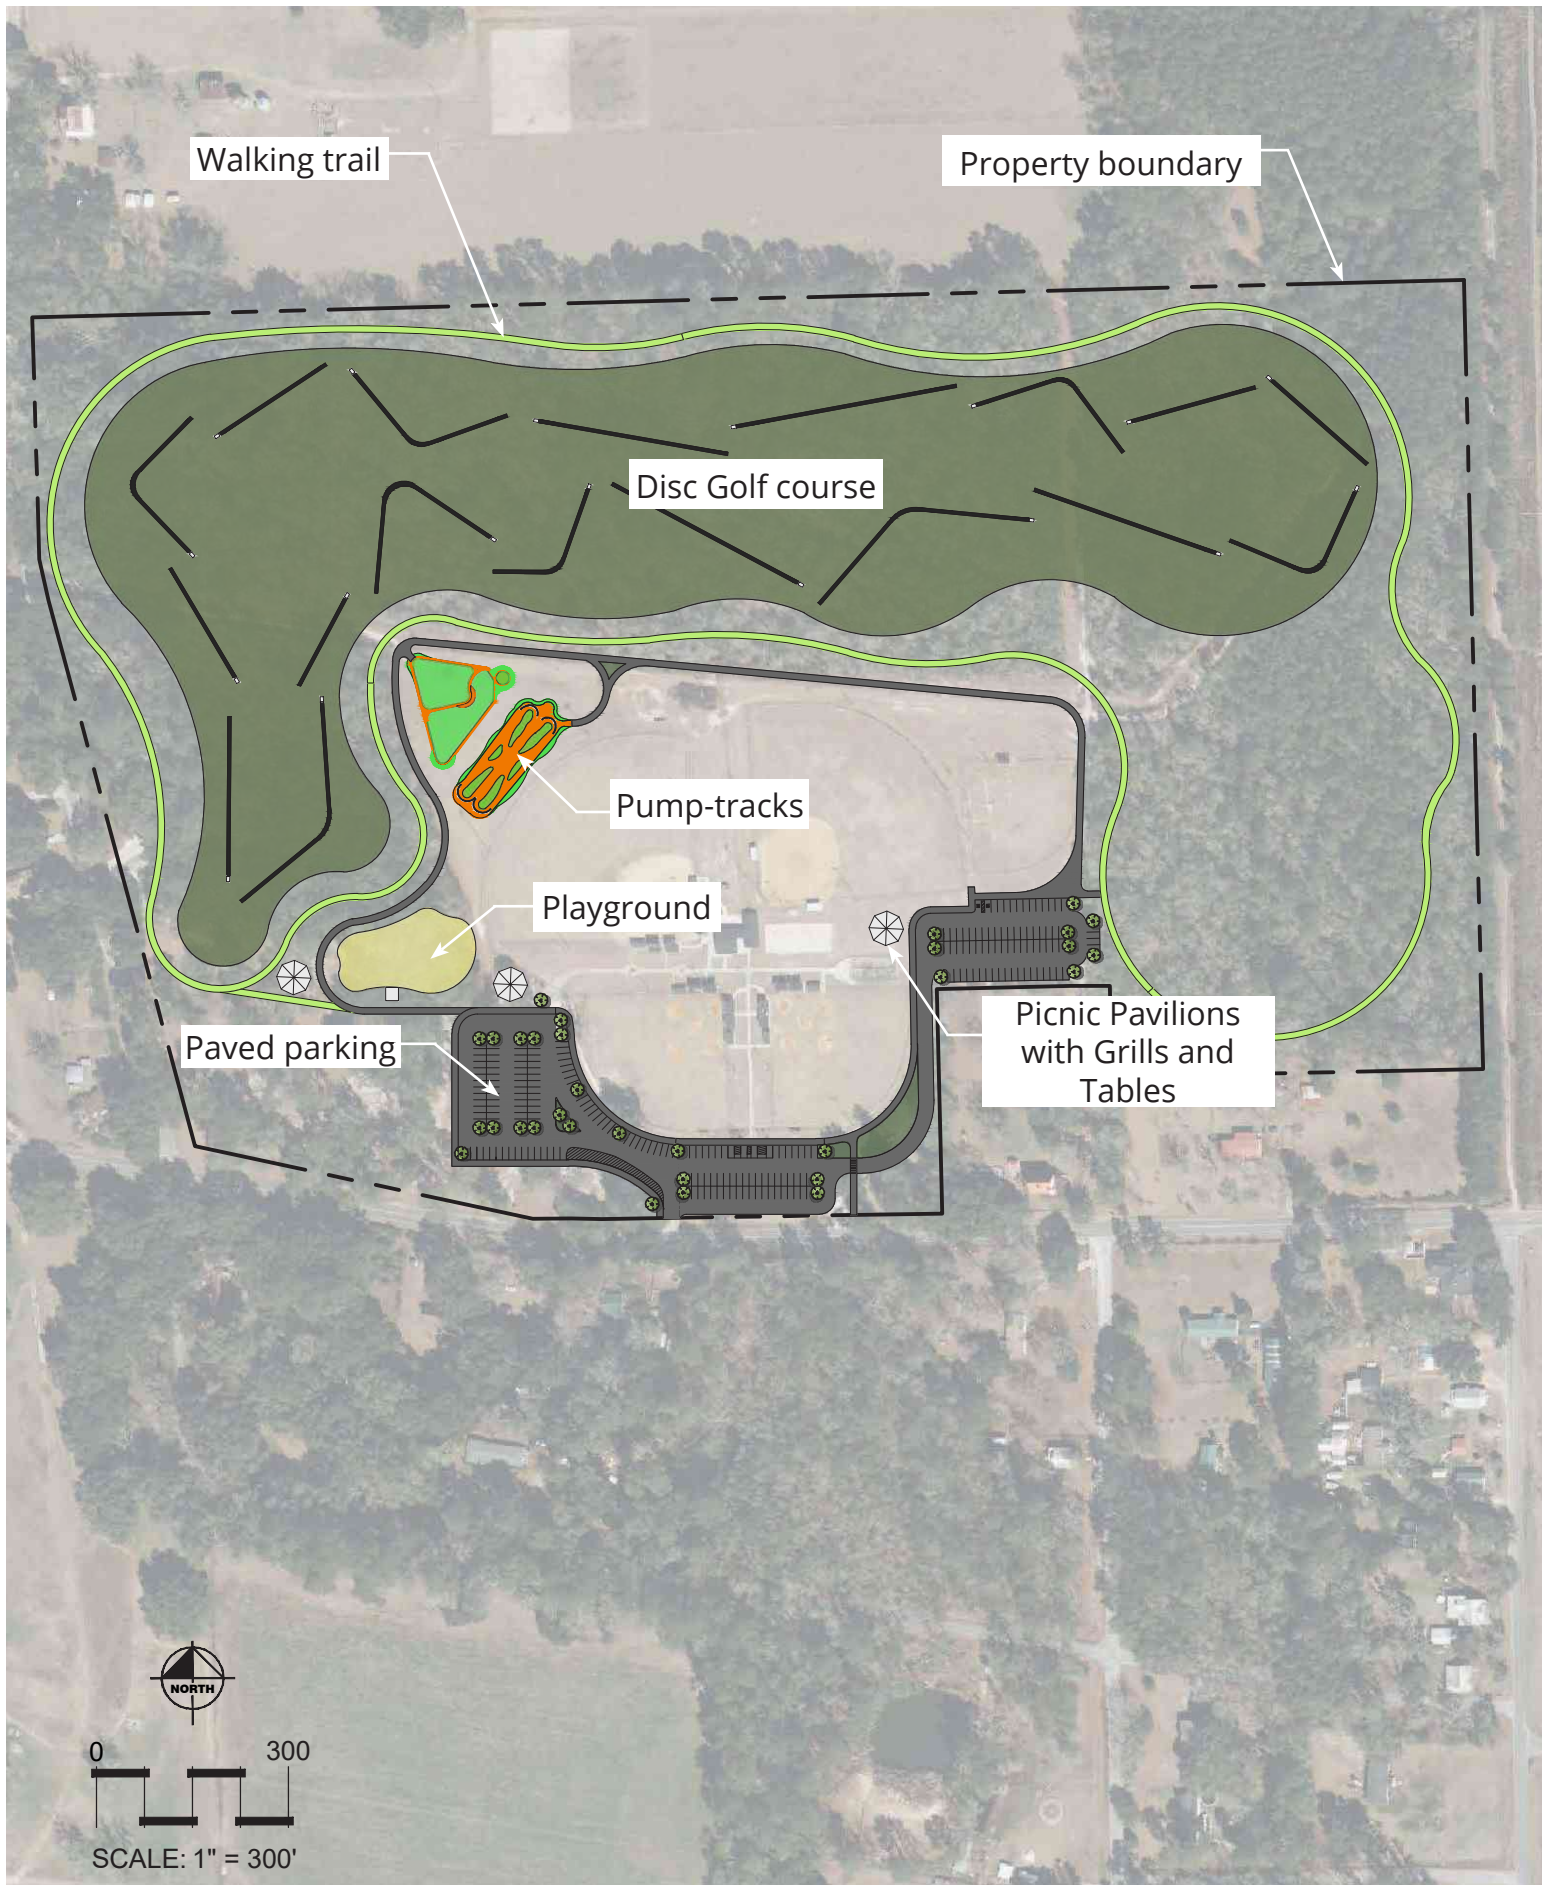 Walking trail
Property boundary
Disc Golf course
Pump-tracks
Playground
Paved parking
Picnic Pavilions
with Grills and
Tables
NORTH
0 300
SCALE: 1" = 300'